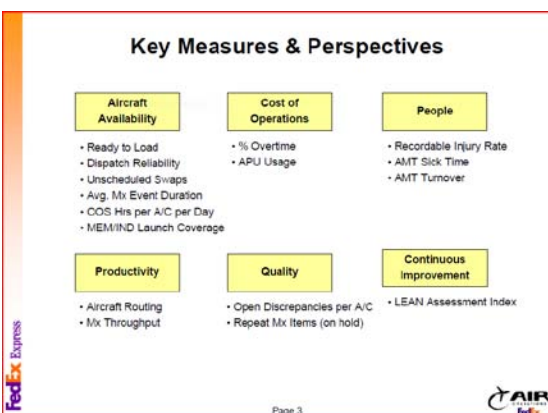 Key Measures & Perspectives
Aircraft
Availability
• Ready to Load
• Dispatch Reliability
• Unscheduled Swaps
• Avg. Mx Event Duration
• COS Hrs per A/C per Day
• MEM/IND Launch Coverage
Cost of
Operations
• % Overtime
• APU Usage
People
• Recordable Injury Rate
• AMT Sick Time
• AMT Turnover
Productivity
• Aircraft Routing
• Mx Throughput
Quality
• Open Discrepancies per A/C
• Repeat Mx Items (on hold)
Continuous
Improvement
• LEAN Assessment Index
FedEx Express
Page 3
AIR
OPERATIONS
FedEx